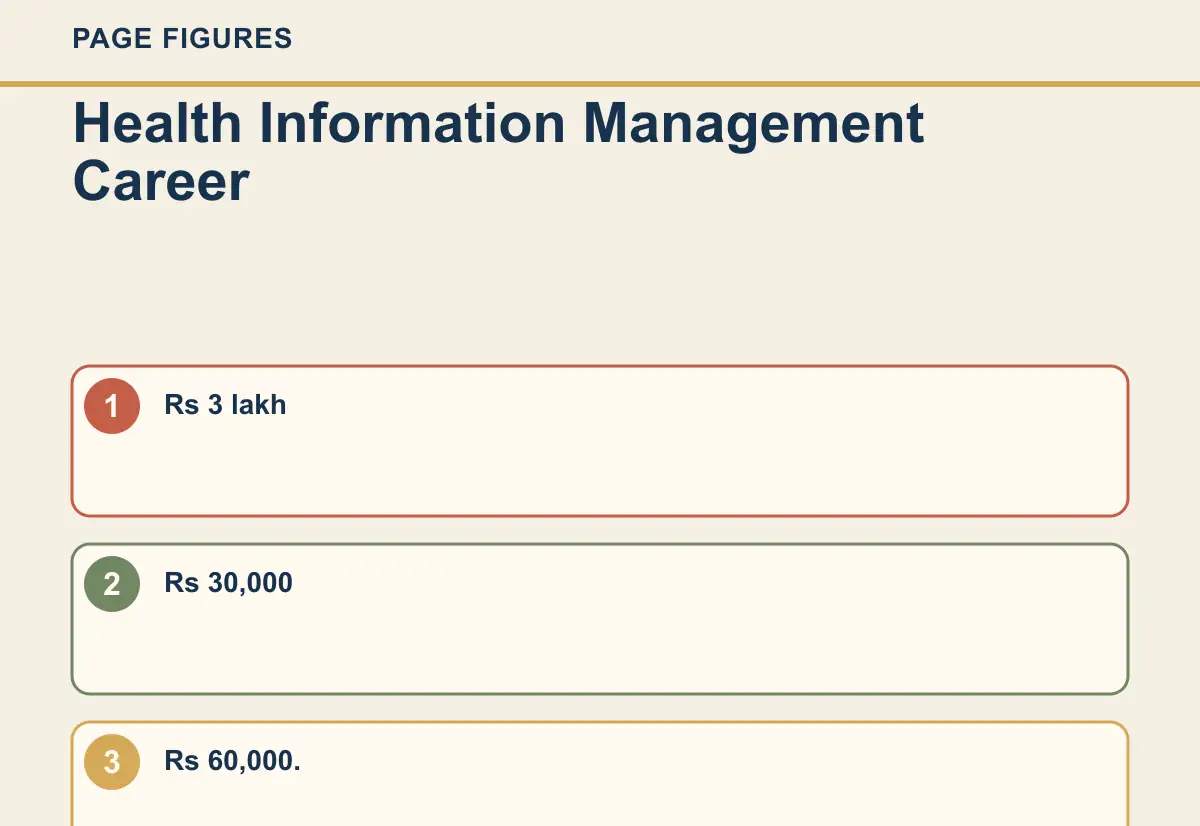 PAGE FIGURES
Health Information Management
Career
1 Rs 3 lakh
2 Rs 30,000
3 Rs 60,000.